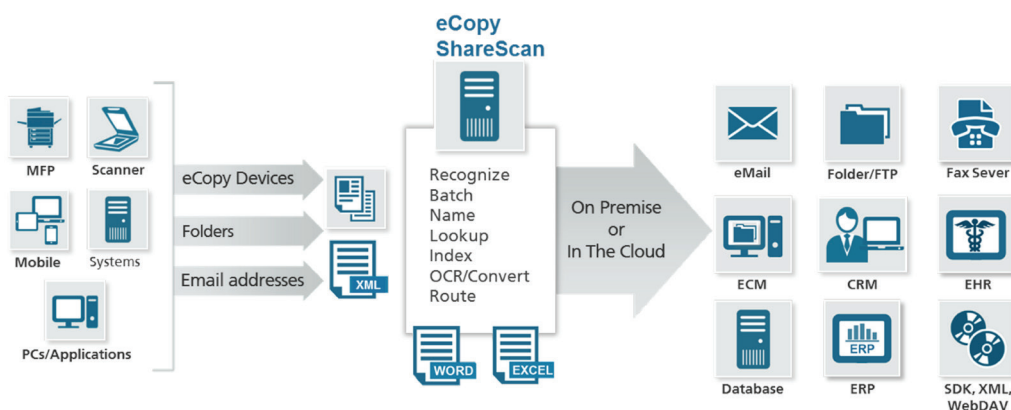 eCopy
ShareScan
MFP
Scanner
Mobile
Systems
PCs/Applications
eCopy Devices
Folders
Email addresses
XML
Recognize
Batch
Name
Lookup
Index
OCR/Convert
Route
WORD
EXCEL
On Premise
or
In The Cloud
eMail
Folder/FTP
Fax Sever
ECM
CRM
EHR
Database
ERP
ERP
SDK, XML,
WebDAV